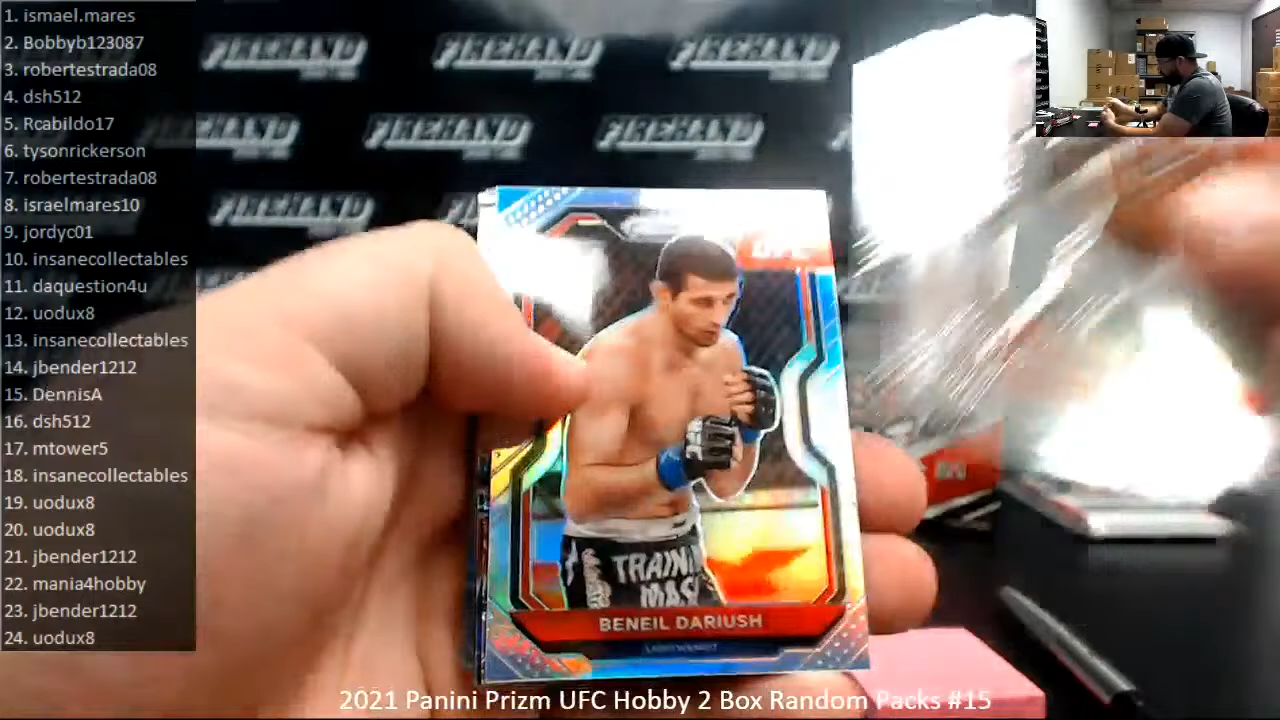 1. ismael.mares
2. Bobbyb123087
3. robertestrada08
4. dsh512
5. Rcabildo17
6. tysonrickerson
7. robertestrada08
8. israelmares10
9. jordyc01
10. insanecollectables
11. daquestion4u
12. uodux8
13. insanecollectables
14. jbender1212
15. DennisA
16. dsh512
17. mtower5
18. insanecollectables
19. uodux8
20. uodux8
21. jbender1212
22. mania4hobby
23. jbender1212
24. uodux8
FIREHAND FIREHAND FIREHAND
FIREHAND FIREHAND FIREHAND
FIREHAND
UFC
TRAINI
MAS
BENEIL DARIUSH
LIGHTWEIGHT
2021 Panini Prizm UFC Hobby 2 Box Random Packs #15